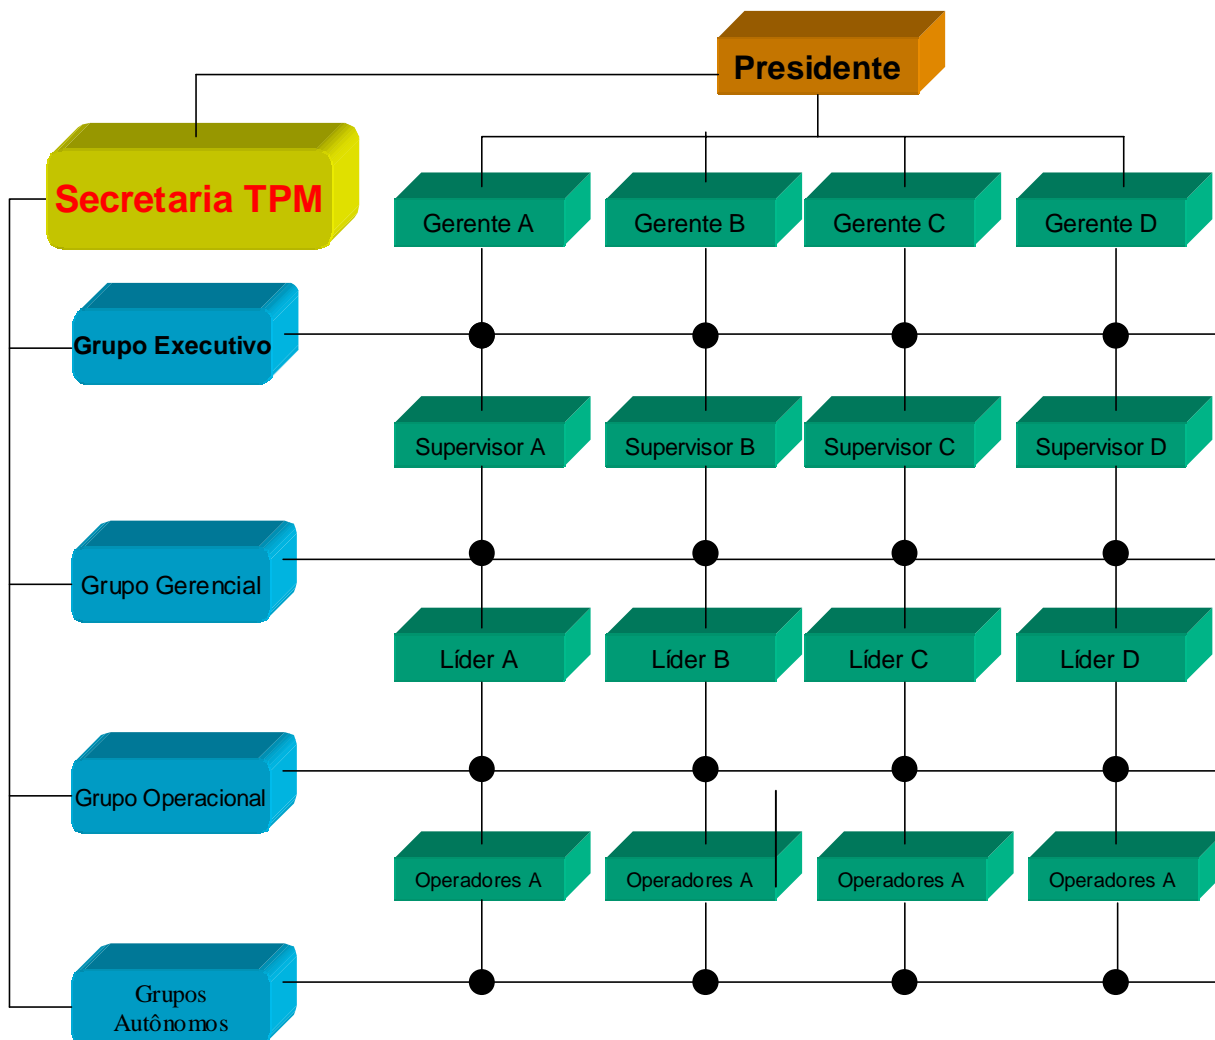 Presidente
Secretaria TPM
Gerente A
Gerente B
Gerente C
Gerente D
Grupo Executivo
Supervisor A
Supervisor B
Supervisor C
Supervisor D
Grupo Gerencial
Líder A
Líder B
Líder C
Líder D
Grupo Operacional
Operadores A
Operadores A
Operadores A
Operadores A
Grupos
Autônomos